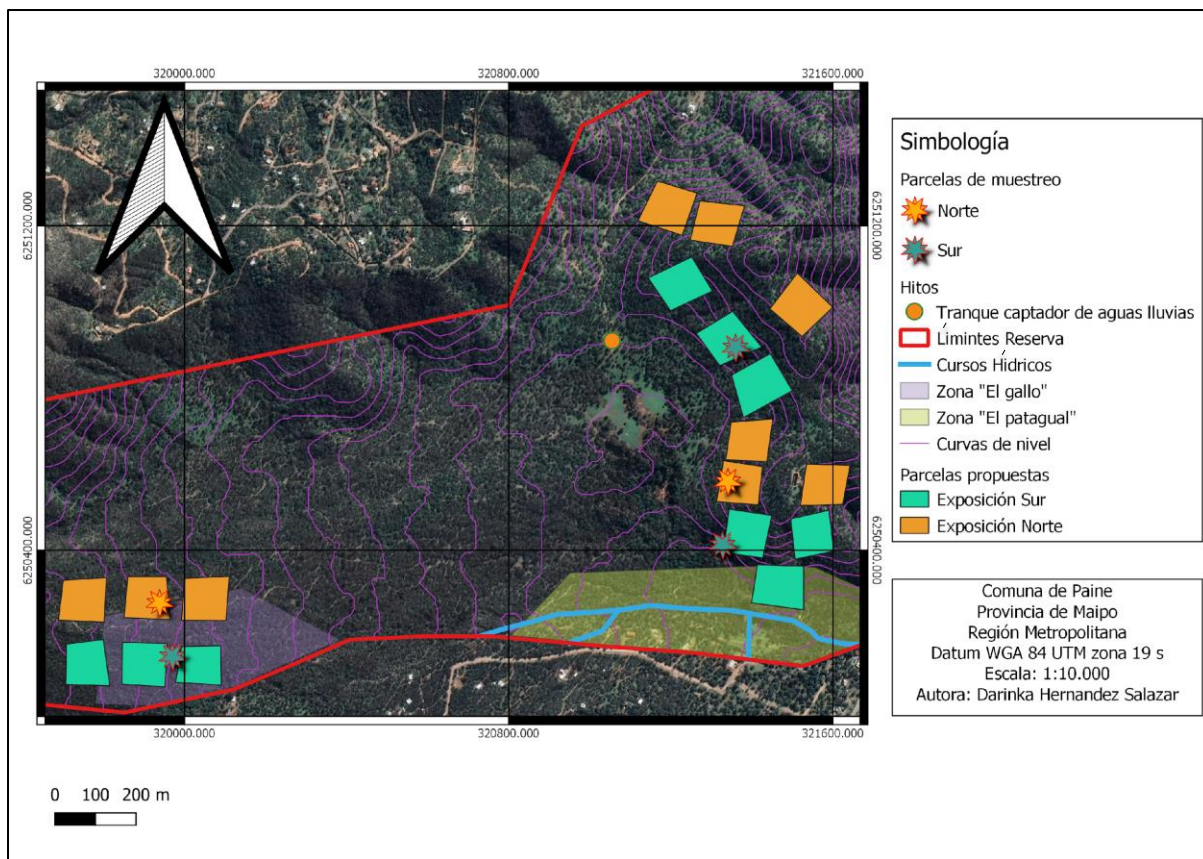 320000.000
320800.000
321600.000
6251200.000
6251200.000
6250400.000
6250400.000
320000.000
320800.000
321600.000
0 100 200 m
Simbología
Parcelas de muestreo
Norte
Sur
Hitos
Tranque captador de aguas lluvias
Limintes Reserva
Cursos Hídricos
Zona "El gallo"
Zona "El patagual"
Curvas de nivel
Parcelas propuestas
Exposición Sur
Exposición Norte
Comuna de Paine
Provincia de Maipo
Región Metropolitana
Datum WGA 84 UTM zona 19 s
Escala: 1:10.000
Autora: Darinka Hernandez Salazar